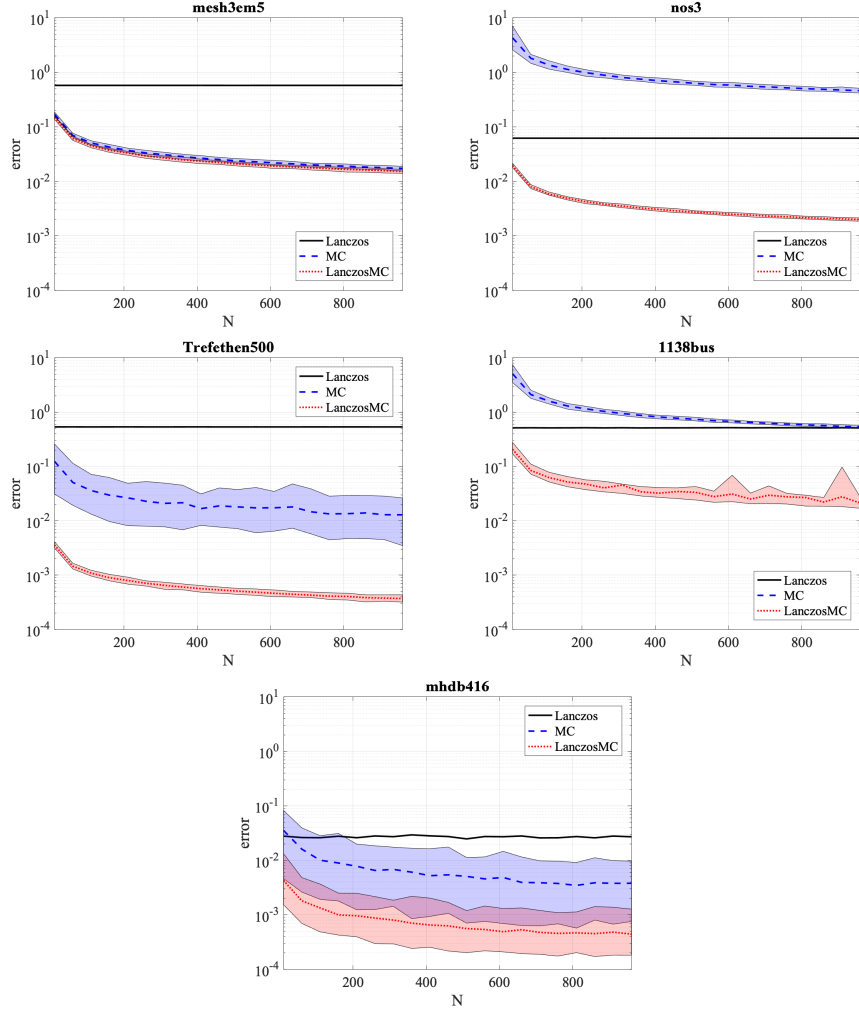 mesh3em5
10^1
10^0
10^-1
10^-2
10^-3
10^-4
error
200
400
600
800
N
Lanczos
MC
LanczosMC
nos3
10^1
10^0
10^-1
10^-2
10^-3
10^-4
error
200
400
600
800
N
Lanczos
MC
LanczosMC
Trefethen500
10^1
10^0
10^-1
10^-2
10^-3
10^-4
error
200
400
600
800
N
Lanczos
MC
LanczosMC
1138bus
10^1
10^0
10^-1
10^-2
10^-3
10^-4
error
200
400
600
800
N
Lanczos
MC
LanczosMC
mhdb416
10^1
10^0
10^-1
10^-2
10^-3
10^-4
error
200
400
600
800
N
Lanczos
MC
LanczosMC